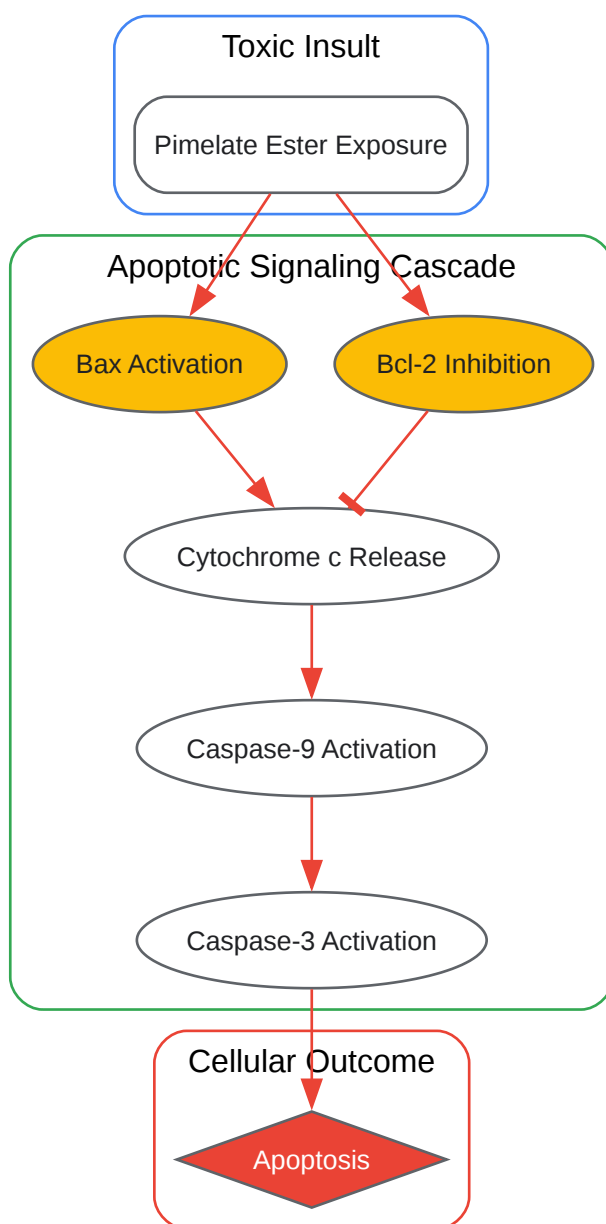 Toxic Insult
Pimelate Ester Exposure
Apoptotic Signaling Cascade
Bax Activation
Bcl-2 Inhibition
Cytochrome c Release
Caspase-9 Activation
Caspase-3 Activation
Cellular Outcome
Apoptosis